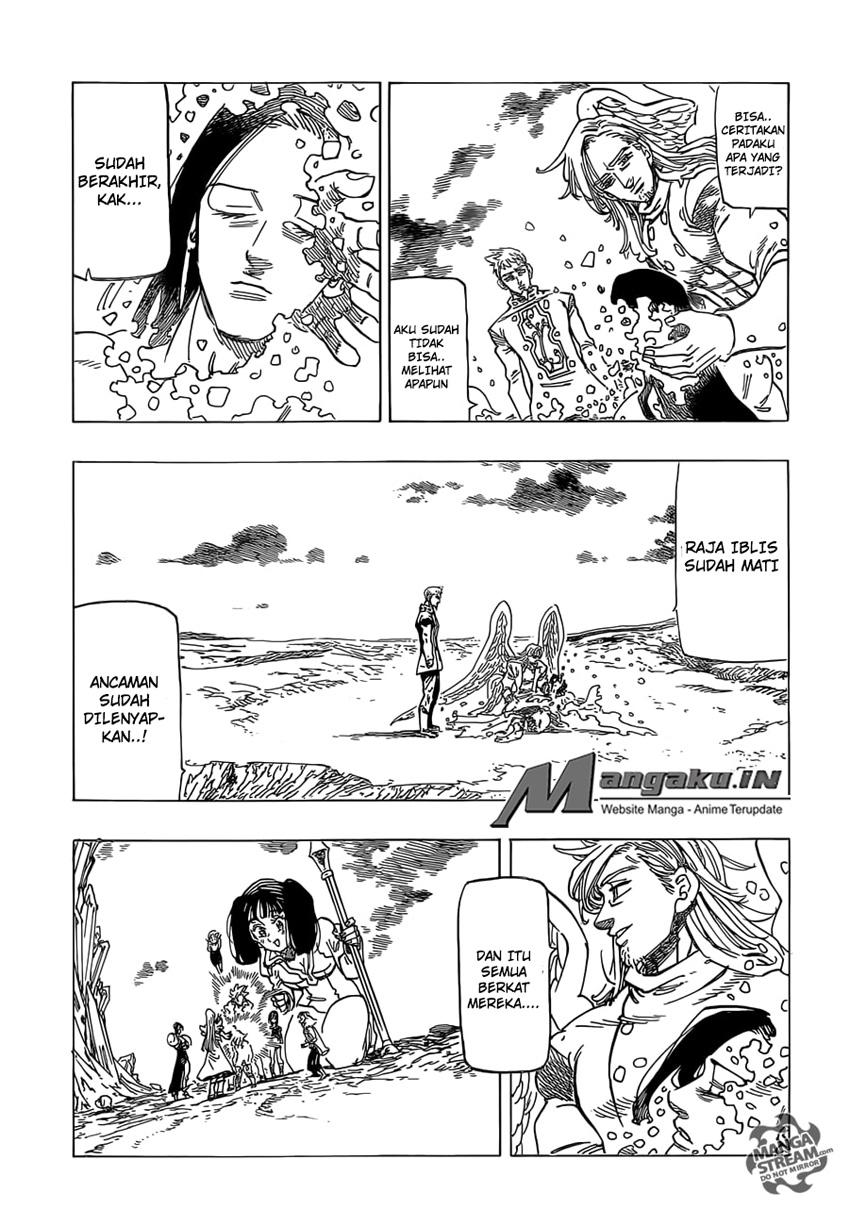 SUDAH
BERAKHIR,
KAK...
BISA..
CERITAKAN
PADAKU
APA YANG
TERJADI?
AKU SUDAH
TIDAK
BISA..
MELIHAT
APAPUN
RAJA IBLIS
SUDAH MATI
ANCAMAN
SUDAH
DILENYAP-
KAN..!
Mangaku.iN
Website Manga - Anime Terupdate
DAN ITU
SEMUA
BERKAT
MEREKA....
MANGA
STREAM.com
DO NOT MIRROR